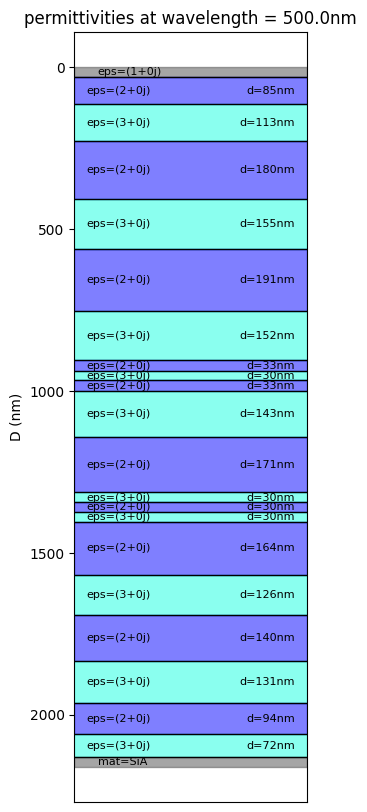 permittivities at wavelength = 500.0nm
0
eps=(1+0j)
eps=(2+0j) d=85nm
eps=(3+0j) d=113nm
eps=(2+0j) d=180nm
eps=(3+0j) d=155nm
500
eps=(2+0j) d=191nm
eps=(3+0j) d=152nm
eps=(2+0j) d=33nm
eps=(3+0j) d=30nm
eps=(2+0j) d=33nm
1000
D (nm)
eps=(3+0j) d=143nm
eps=(2+0j) d=171nm
eps=(3+0j) d=30nm
eps=(2+0j) d=30nm
eps=(3+0j) d=30nm
1500
eps=(2+0j) d=164nm
eps=(3+0j) d=126nm
eps=(2+0j) d=140nm
eps=(3+0j) d=131nm
2000
eps=(2+0j) d=94nm
eps=(3+0j) d=72nm
mat=SiA